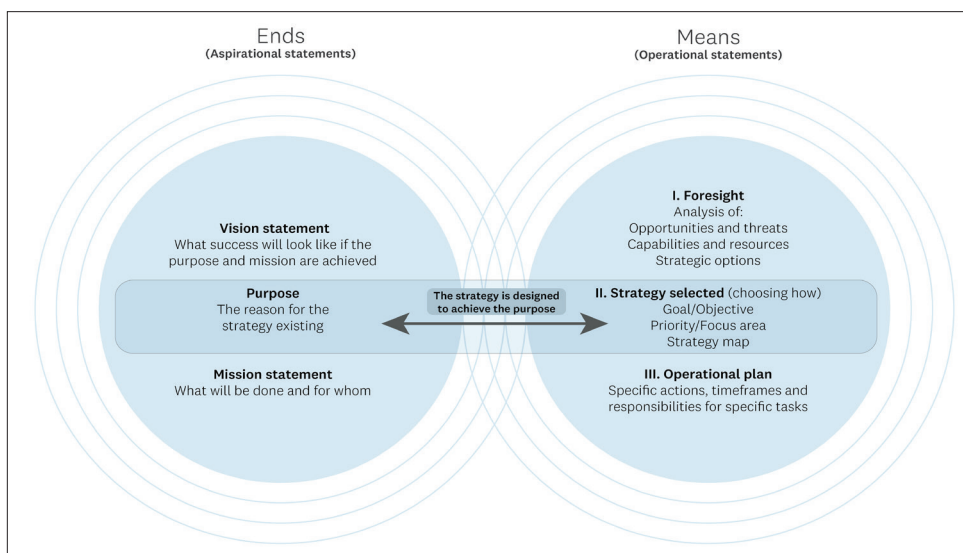 Ends
(Aspirational statements)
Means
(Operational statements)
Vision statement
What success will look like if the
purpose and mission are achieved
Purpose
The reason for the
strategy existing
Mission statement
What will be done and for whom
The strategy is designed
to achieve the purpose
I. Foresight
Analysis of:
Opportunities and threats
Capabilities and resources
Strategic options
II. Strategy selected (choosing how)
Goal/Objective
Priority/Focus area
Strategy map
III. Operational plan
Specific actions, timeframes and
responsibilities for specific tasks